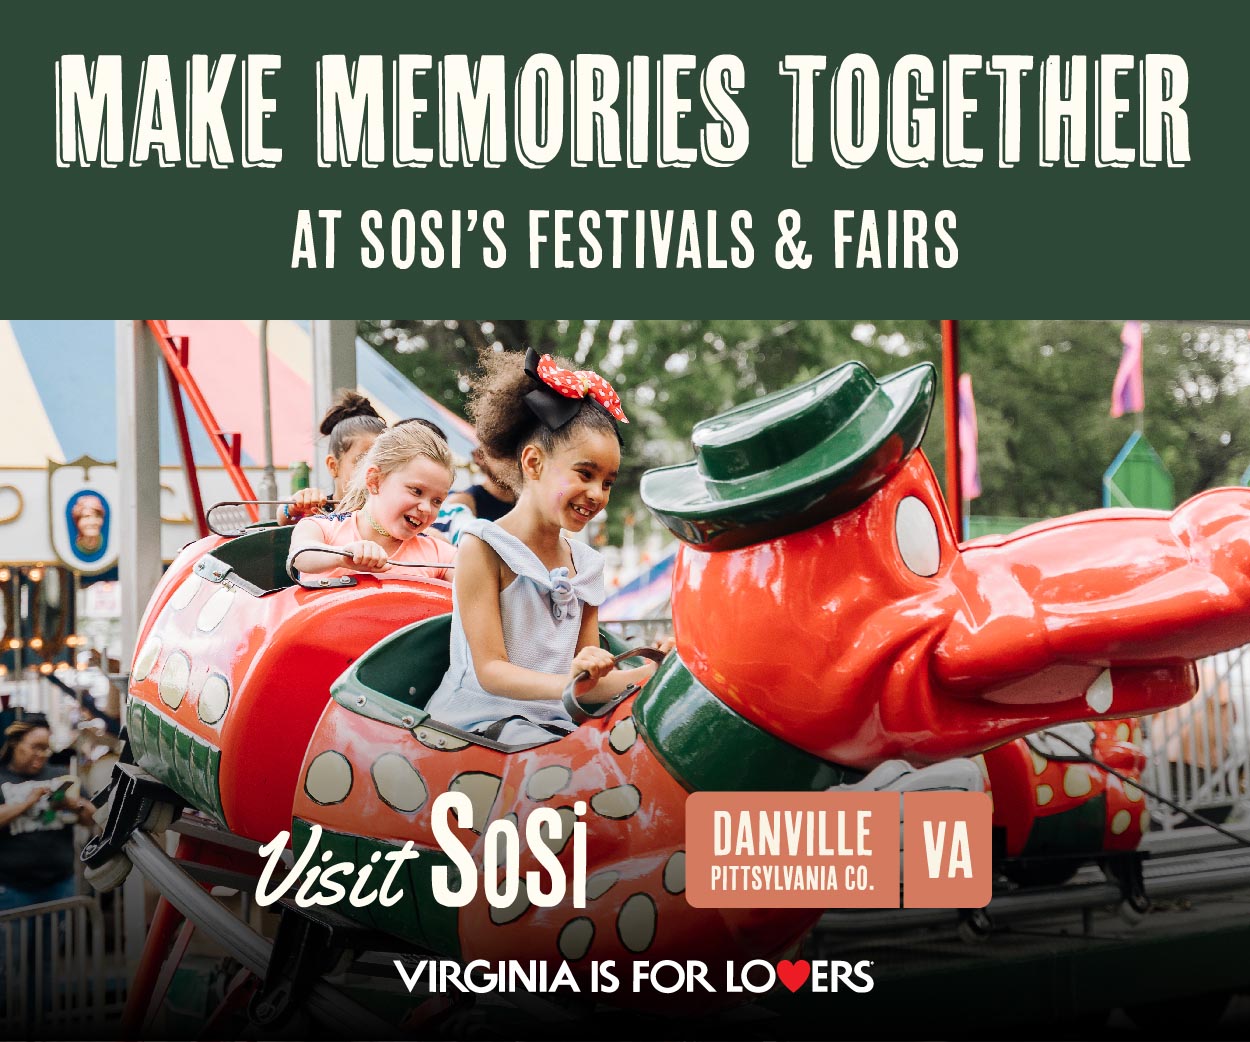 MAKE MEMORIES TOGETHER
AT SOSI'S FESTIVALS & FAIRS
Visit SoSi
DANVILLE
PITTSYLVANIA CO.
VA
VIRGINIA IS FOR LOVERS